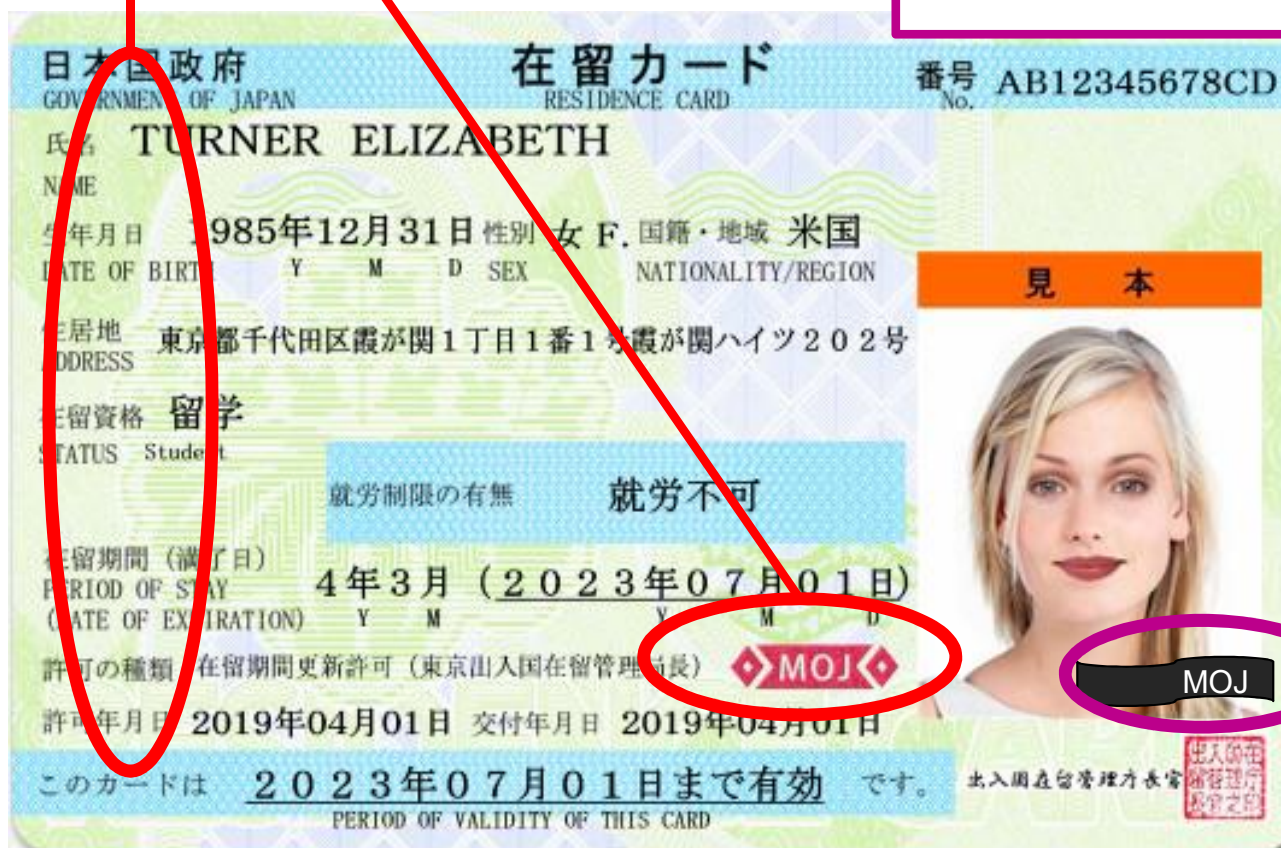 日本国政府 在留カード 番号 AB12345678CD
GOVERNMENT OF JAPAN RESIDENCE CARD No.
氏名 TURNER ELIZABETH
NAME
生年月日 1985年12月31日 性別 女 F. 国籍・地域 米国
DATE OF BIRTH Y M D SEX NATIONALITY/REGION
見 本
住居地 東京都千代田区霞が関1丁目1番1号霞が関ハイツ202号
ADDRESS
在留資格 留学
STATUS Student
就労制限の有無 就労不可
在留期間(満了日)
PERIOD OF STAY 4年3月(2023年07月01日)
(DATE OF EXPIRATION) Y M Y M D
許可の種類 在留期間更新許可(東京出入国在留管理局長) MOJ
MOJ
許可年月日 2019年04月01日 交付年月日 2019年04月01日
このカードは 2023年07月01日まで有効 です。
PERIOD OF VALIDITY OF THIS CARD
出入国在留管理庁長官